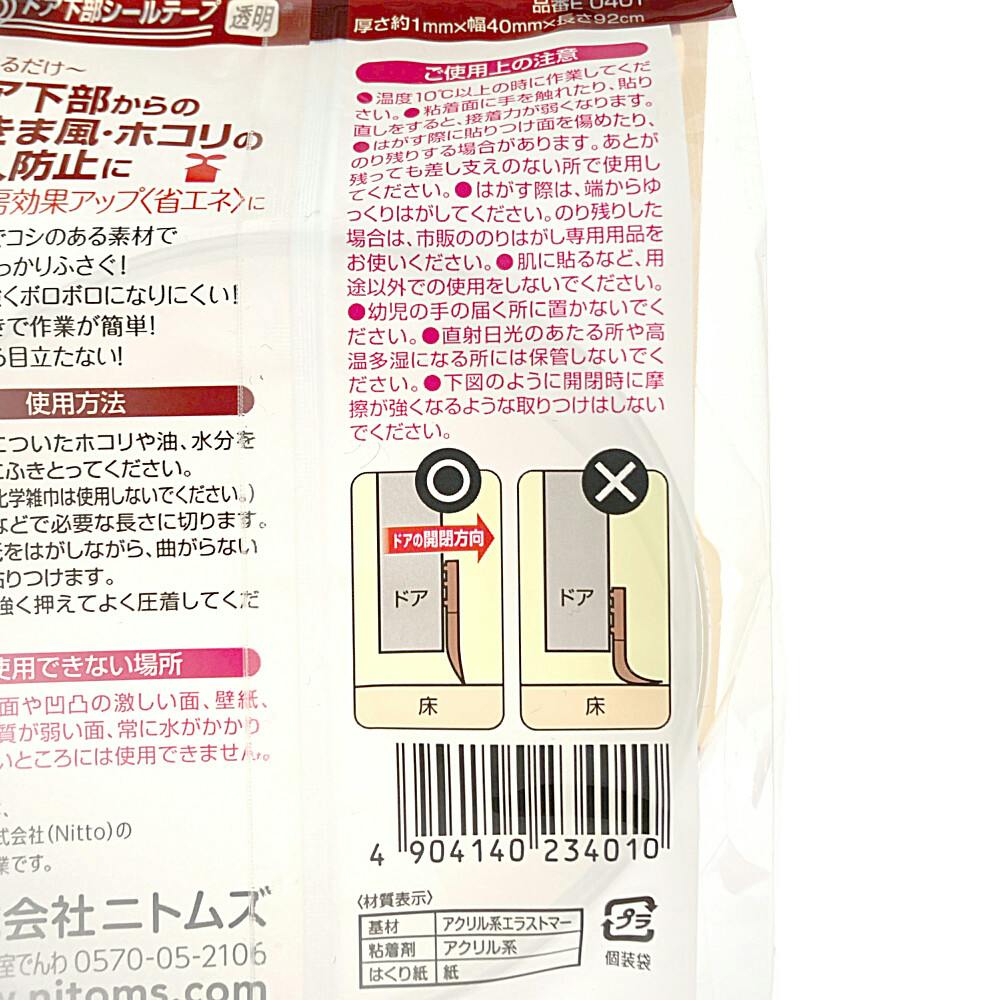 ドア下部シールテープ 透明
品番E 0401
厚さ約1mm×幅40mm×長さ92cm
るだけ～
ア下部からの
きま風・ホコリの
防止に
房効果アップ〈省エネ〉に
でコシのある素材で
っかりふさぐ!
くボロボロになりにくい!
きで作業が簡単!
ら目立たない!
使用方法
についたホコリや油、水分を
にふきとってください。
化学雑巾は使用しないでください。)
などで必要な長さに切ります。
をはがしながら、曲がらない
貼りつけます。
強く押えてよく圧着してくだ
使用できない場所
面や凹凸の激しい面、壁紙、
質が弱い面、常に水がかかり
いところには使用できません。
式会社(Nitto)の
業です。
式会社ニトムズ
室でんわ 0570-05-2106
w.nitoms.com
ご使用上の注意
●温度10℃以上の時に作業してくだ
さい。●粘着面に手を触れたり、貼り
直しをすると、接着力が弱くなります。
●はがす際に貼りつけ面を傷めたり、
のり残りする場合があります。あとが
残っても差し支えのない所で使用し
てください。●はがす際は、端からゆ
っくりはがしてください。のり残りした
場合は、市販ののりはがし専用用品を
お使いください。●肌に貼るなど、用
途以外での使用をしないでください。
●幼児の手の届く所に置かないでく
ださい。●直射日光のあたる所や高
温多湿になる所には保管しないでく
ださい。●下図のように開閉時に摩
擦が強くなるような取りつけはしない
でください。
ドアの開閉方向
ドア
床
ドア
床
4 904140 234010
〈材質表示〉
基材 アクリル系エラストマー
粘着剤 アクリル系
はくり紙 紙
プラ
個装袋